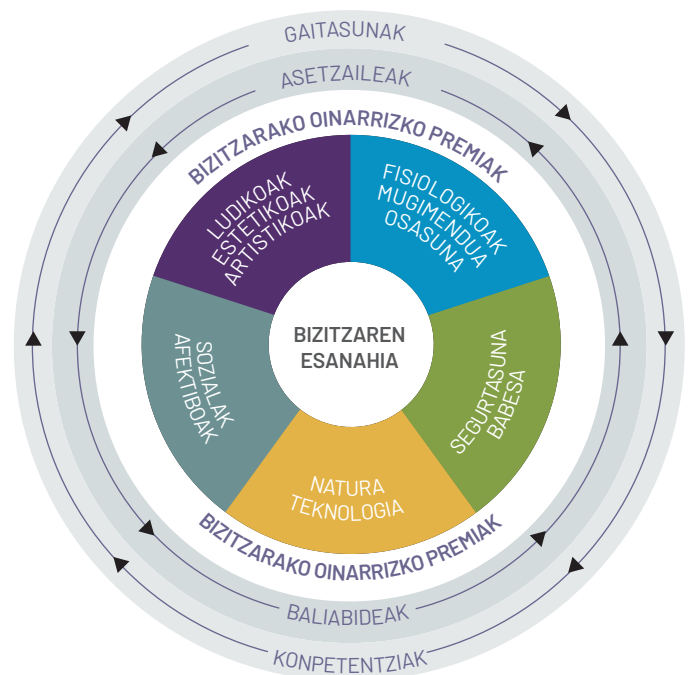 GAITASUNAK
ASETZAILEAK
BIZITZARAKO OINARRIZKO PREMIAK
LUDIKOAK
ESTETIKOAK
ARTISTIKOAK
FISIOLOGIKOAK
MUGIMENDUA
OSASUNA
BIZITZAREN
ESANAHIA
SOZIALAK
AFEKTIBOAK
SEGURTASUNA
BABESA
NATURA
TEKNOLOGIA
BIZITZARAKO OINARRIZKO PREMIAK
BALIABIDEAK
KONPETENTZIAK